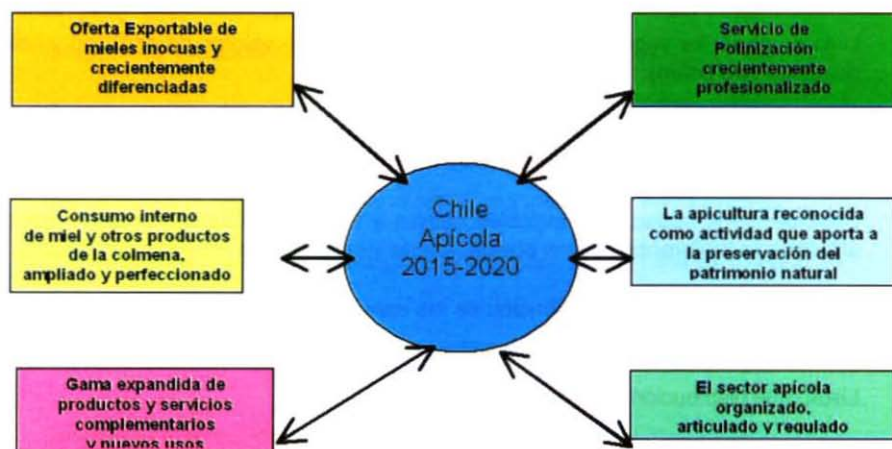 Oferta Exportable de
mieles inocuas y
crecientemente
diferenciadas
Servicio de
Polinización
crecientemente
profesionalizado
Chile
Apícola
2015-2020
Consumo interno
de miel y otros productos
de la colmena,
ampliado y perfeccionado
La apicultura reconocida
como actividad que aporta a
la preservación del
patrimonio natural
Gama expandida de
productos y servicios
complementarios
y nuevos usos
El sector apícola
organizado,
articulado y regulado